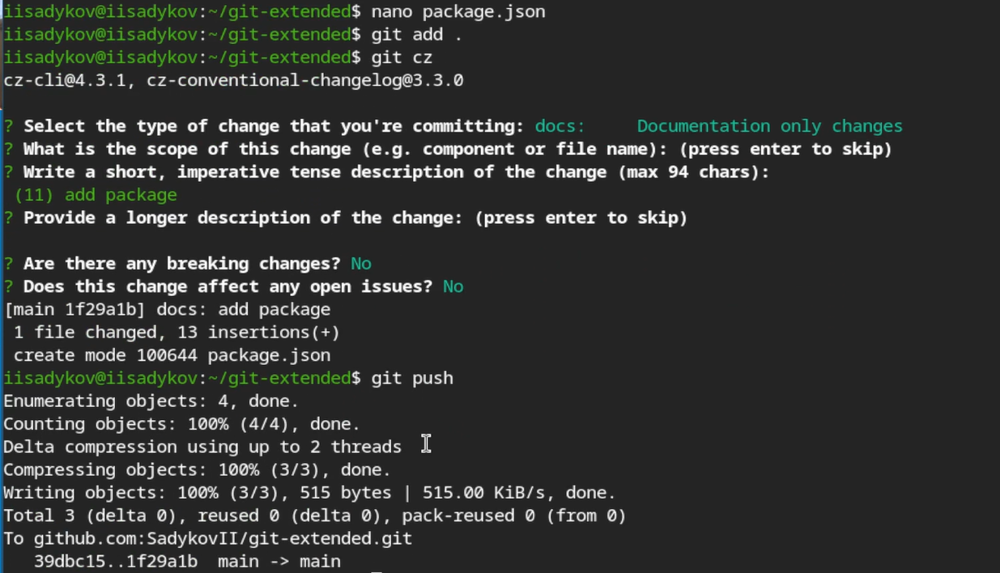 iisadykov@iisadykov:~/git-extended$ nano package.json
iisadykov@iisadykov:~/git-extended$ git add .
iisadykov@iisadykov:~/git-extended$ git cz
cz-cli@4.3.1, cz-conventional-changelog@3.3.0
? Select the type of change that you're committing: docs:     Documentation only changes
? What is the scope of this change (e.g. component or file name): (press enter to skip)
? Write a short, imperative tense description of the change (max 94 chars):
 (11) add package
? Provide a longer description of the change: (press enter to skip)
? Are there any breaking changes? No
? Does this change affect any open issues? No
[main 1f29a1b] docs: add package
 1 file changed, 13 insertions(+)
 create mode 100644 package.json
iisadykov@iisadykov:~/git-extended$ git push
Enumerating objects: 4, done.
Counting objects: 100% (4/4), done.
Delta compression using up to 2 threads
Compressing objects: 100% (3/3), done.
Writing objects: 100% (3/3), 515 bytes | 515.00 KiB/s, done.
Total 3 (delta 0), reused 0 (delta 0), pack-reused 0 (from 0)
To github.com:SadykovII/git-extended.git
   39dbc15..1f29a1b  main -> main